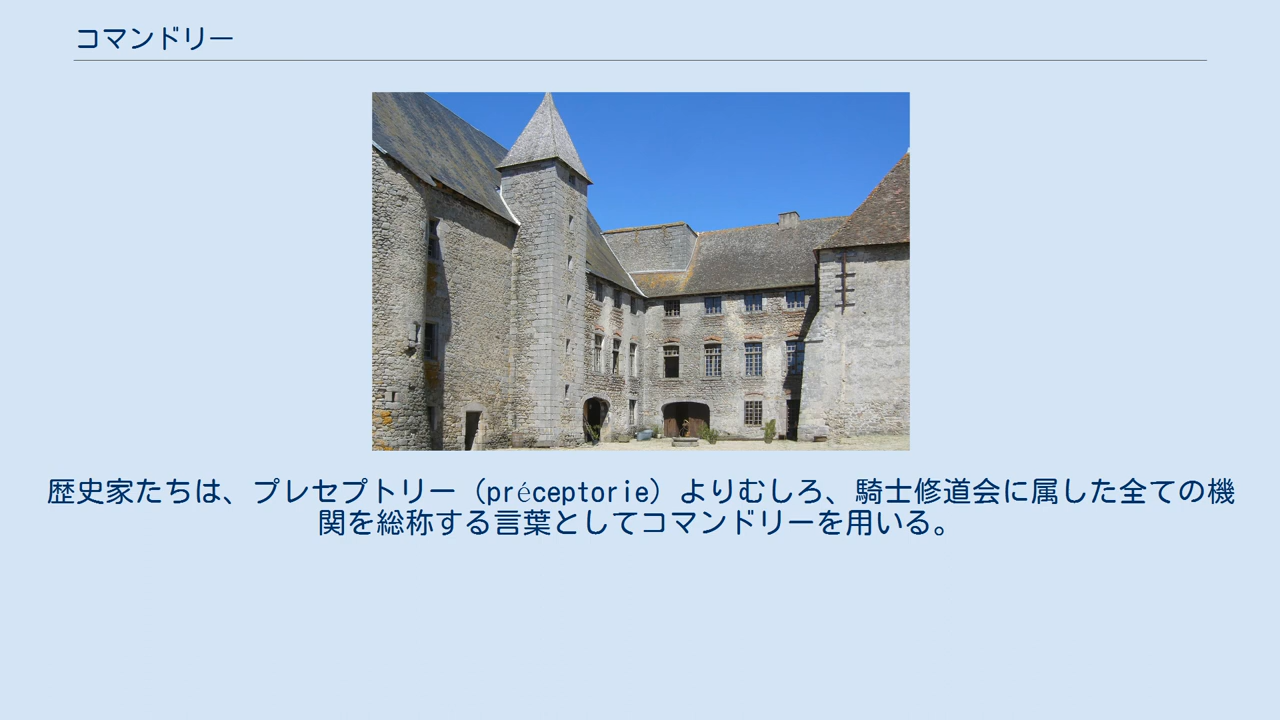 コマンドリー
歴史家たちは、プレセプトリー（préceptorie）よりむしろ、騎士修道会に属した全ての機
関を総称する言葉としてコマンドリーを用いる。